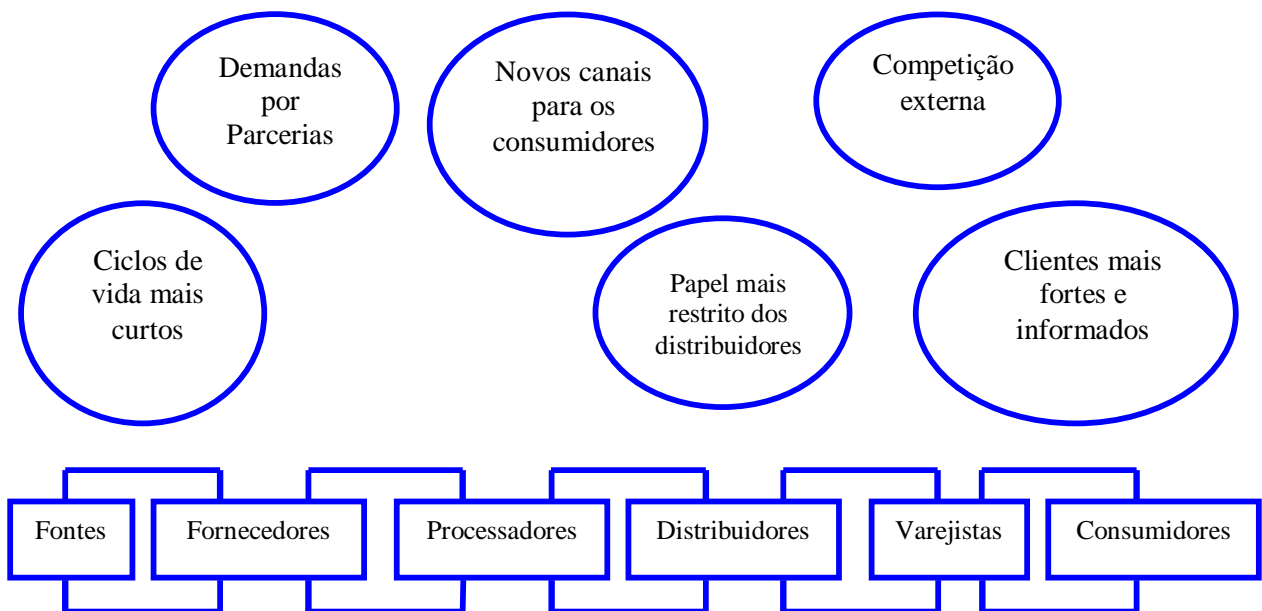 Demandas
por
Parcerias
Novos canais
para os
consumidores
Competição
externa
Ciclos de
vida mais
curtos
Papel mais
restrito dos
distribuidores
Clientes mais
fortes e
informados
Fontes
Fornecedores
Processadores
Distribuidores
Varejistas
Consumidores